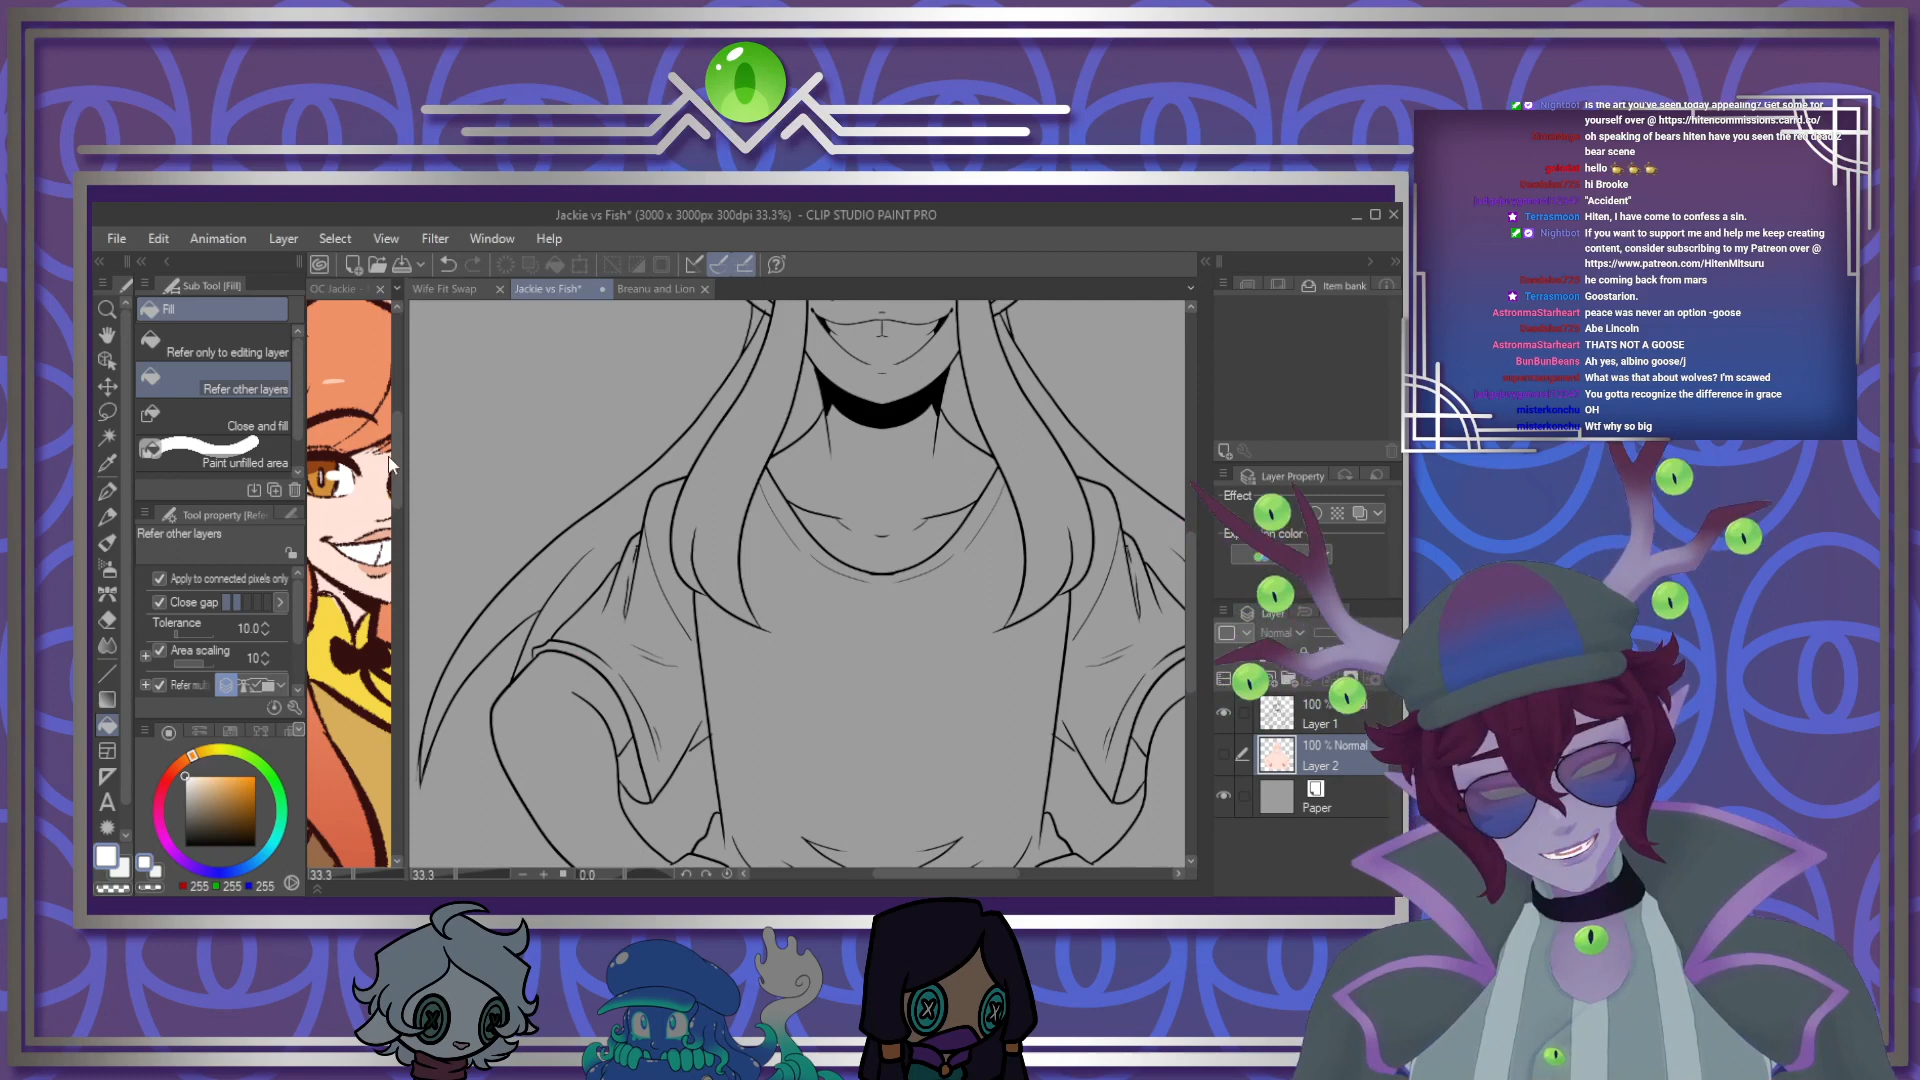 Jackie vs Fish* (3000 x 3000px 300dpi 33.3%) - CLIP STUDIO PAINT PRO
File Edit Animation Layer Select View Filter Window Help
Sub Tool [Fill]
Fill
Refer only to editing layer
Refer other layers
Close and fill
Paint unfilled area
Tool property [Refe
Refer other layers
Apply to connected pixels only
Close gap
Tolerance 10.0
Area scaling 10
Refer mult
255 255 255
OC Jackie - Wife Fit Swap Jackie vs Fish* Breanu and Lion
33.3 33.3 0.0
Item bank
Layer Property
Effect
color
Layer
Normal
100
Layer 1
100 % Normal
Layer 2
Paper
A
Nightbot Is the art you've seen today appealing? Get some for
yourself over @ https://hitencommissions.carrd.co/
oh speaking of bears hiten have you seen the red dead 2
bear scene
hello
hi Brooke
"Accident"
Terrasmoon Hiten, I have come to confess a sin.
Nightbot If you want to support me and help me keep creating
content, consider subscribing to my Patreon over @
https://www.patreon.com/HitenMitsuru
he coming back from mars
Terrasmoon Goostarion.
AstronmaStarheart peace was never an option -goose
Abe Lincoln
AstronmaStarheart THATS NOT A GOOSE
BunBunBeans Ah yes, albino goose/j
What was that about wolves? I'm scawed
You gotta recognize the difference in grace
misterkonchu OH
misterkonchu Wtf why so big